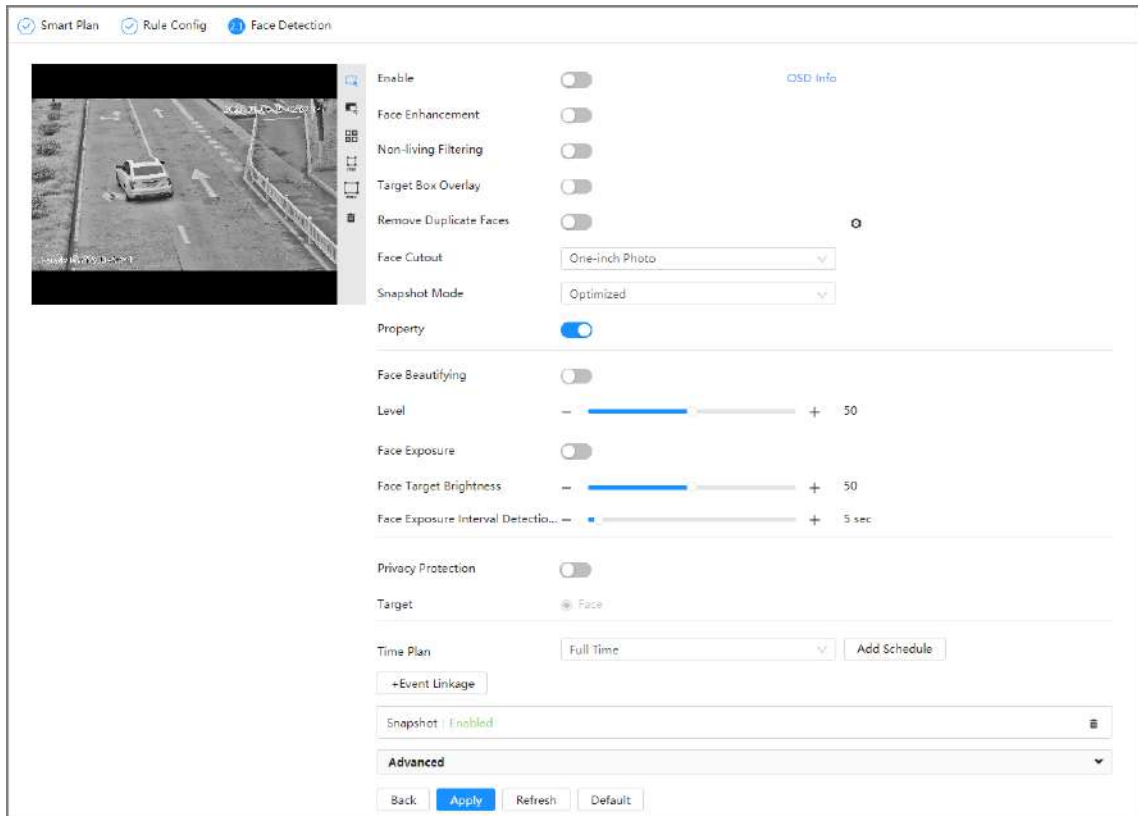 Smart Plan Rule Config 2.1 Face Detection
Enable OSD Info
Face Enhancement
Non-living Filtering
Target Box Overlay
Remove Duplicate Faces
Face Cutout One-inch Photo
Snapshot Mode Optimized
Property
Face Beautifying
Level − + 50
Face Exposure
Face Target Brightness − + 50
Face Exposure Interval Detectio... − + 5 sec
Privacy Protection
Target Face
Time Plan Full Time Add Schedule
+Event Linkage
Snapshot : Enabled
Advanced
Back Apply Refresh Default